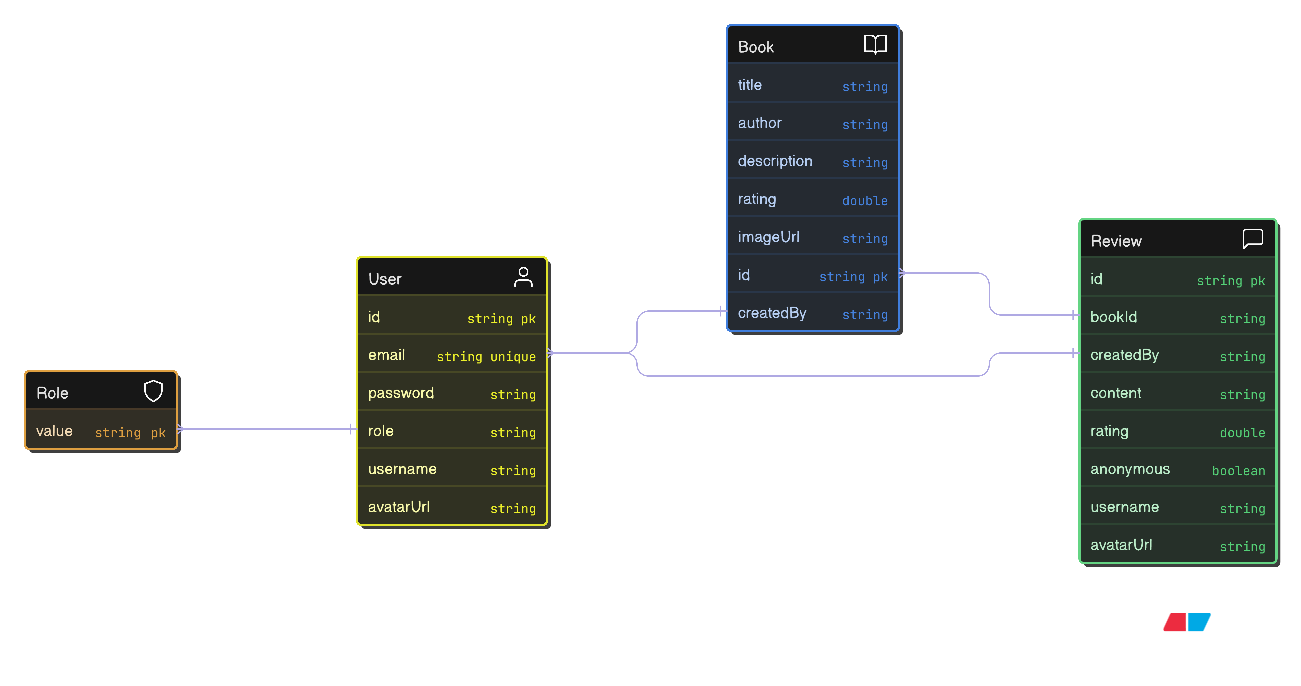 Role
value string pk
User
id string pk
email string unique
password string
role string
username string
avatarUrl string
Book
title string
author string
description string
rating double
imageUrl string
id string pk
createdBy string
Review
id string pk
bookId string
createdBy string
content string
rating double
anonymous boolean
username string
avatarUrl string